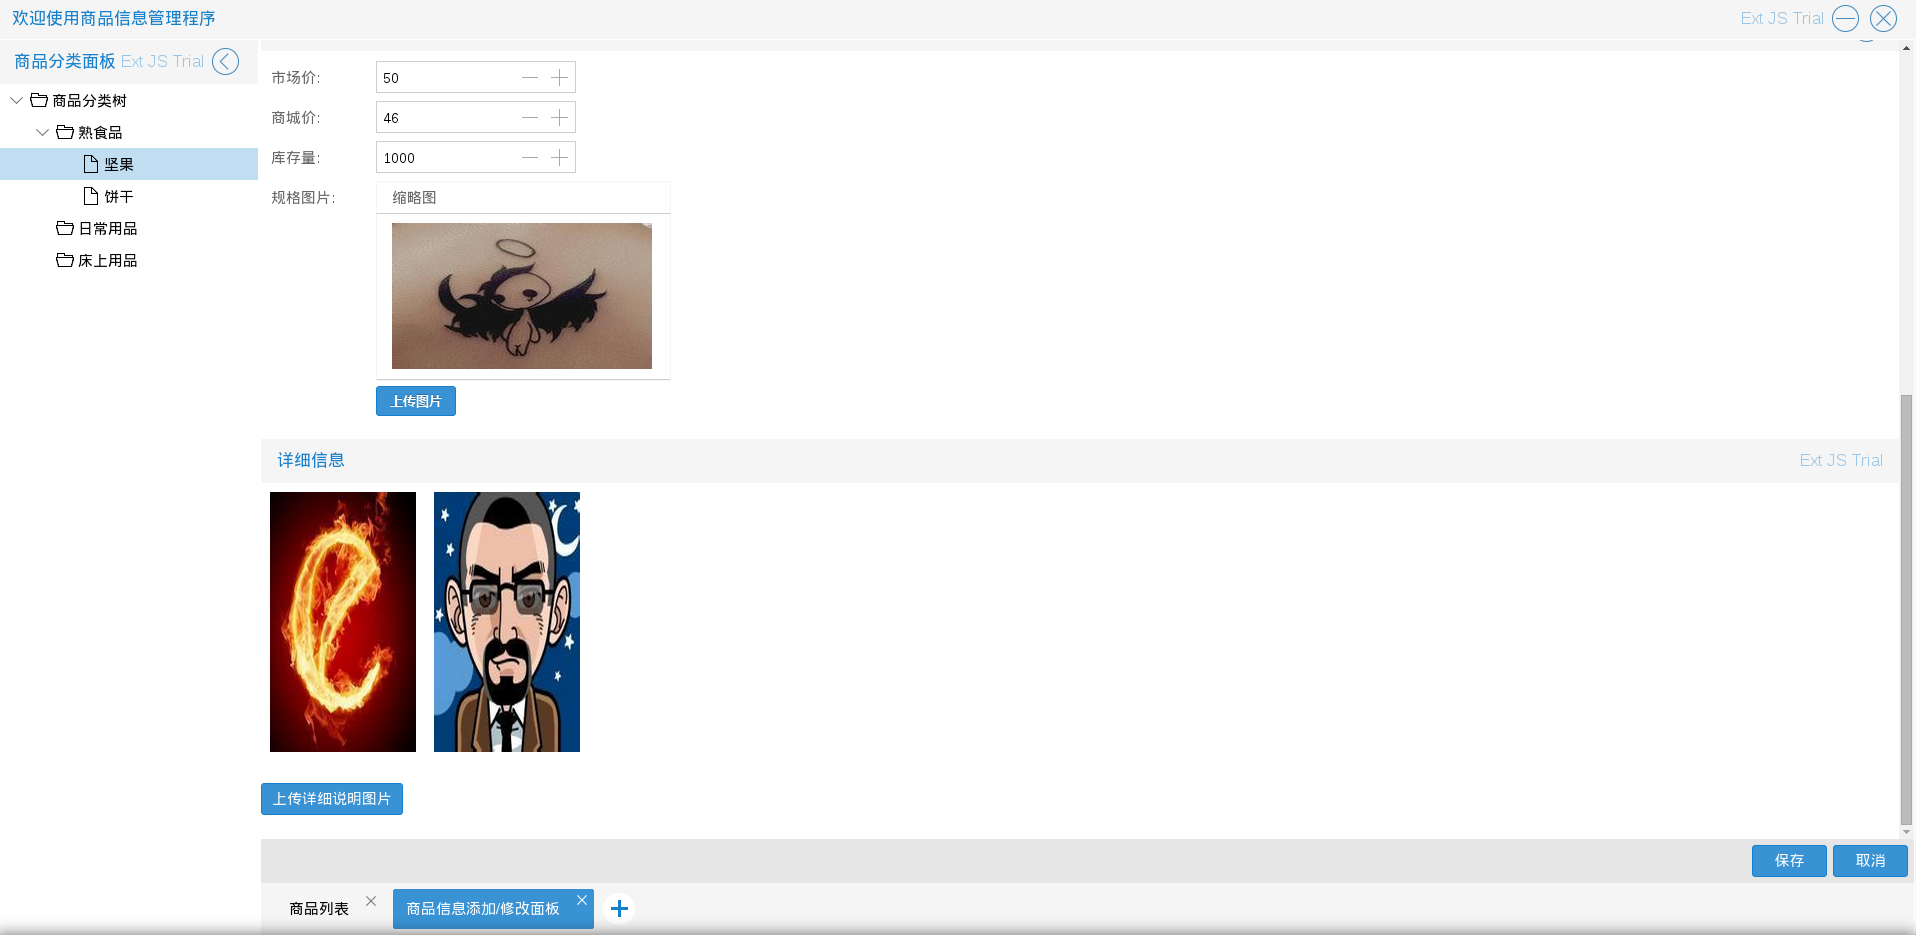 欢迎使用商品信息管理程序
Ext JS Trial
商品分类面板 Ext JS Trial
商品分类树
熟食品
坚果
饼干
日常用品
床上用品
市场价: 50
商城价: 46
库存量: 1000
规格图片:
缩略图
上传图片
详细信息
Ext JS Trial
上传详细说明图片
保存
取消
商品列表
商品信息添加/修改面板